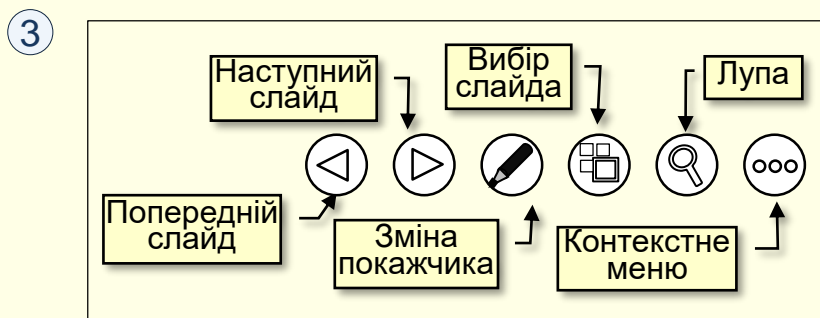 3
Наступний
слайд
Вибір
слайда
Лупа
Попередній
слайд
Зміна
покажчика
Контекстне
меню